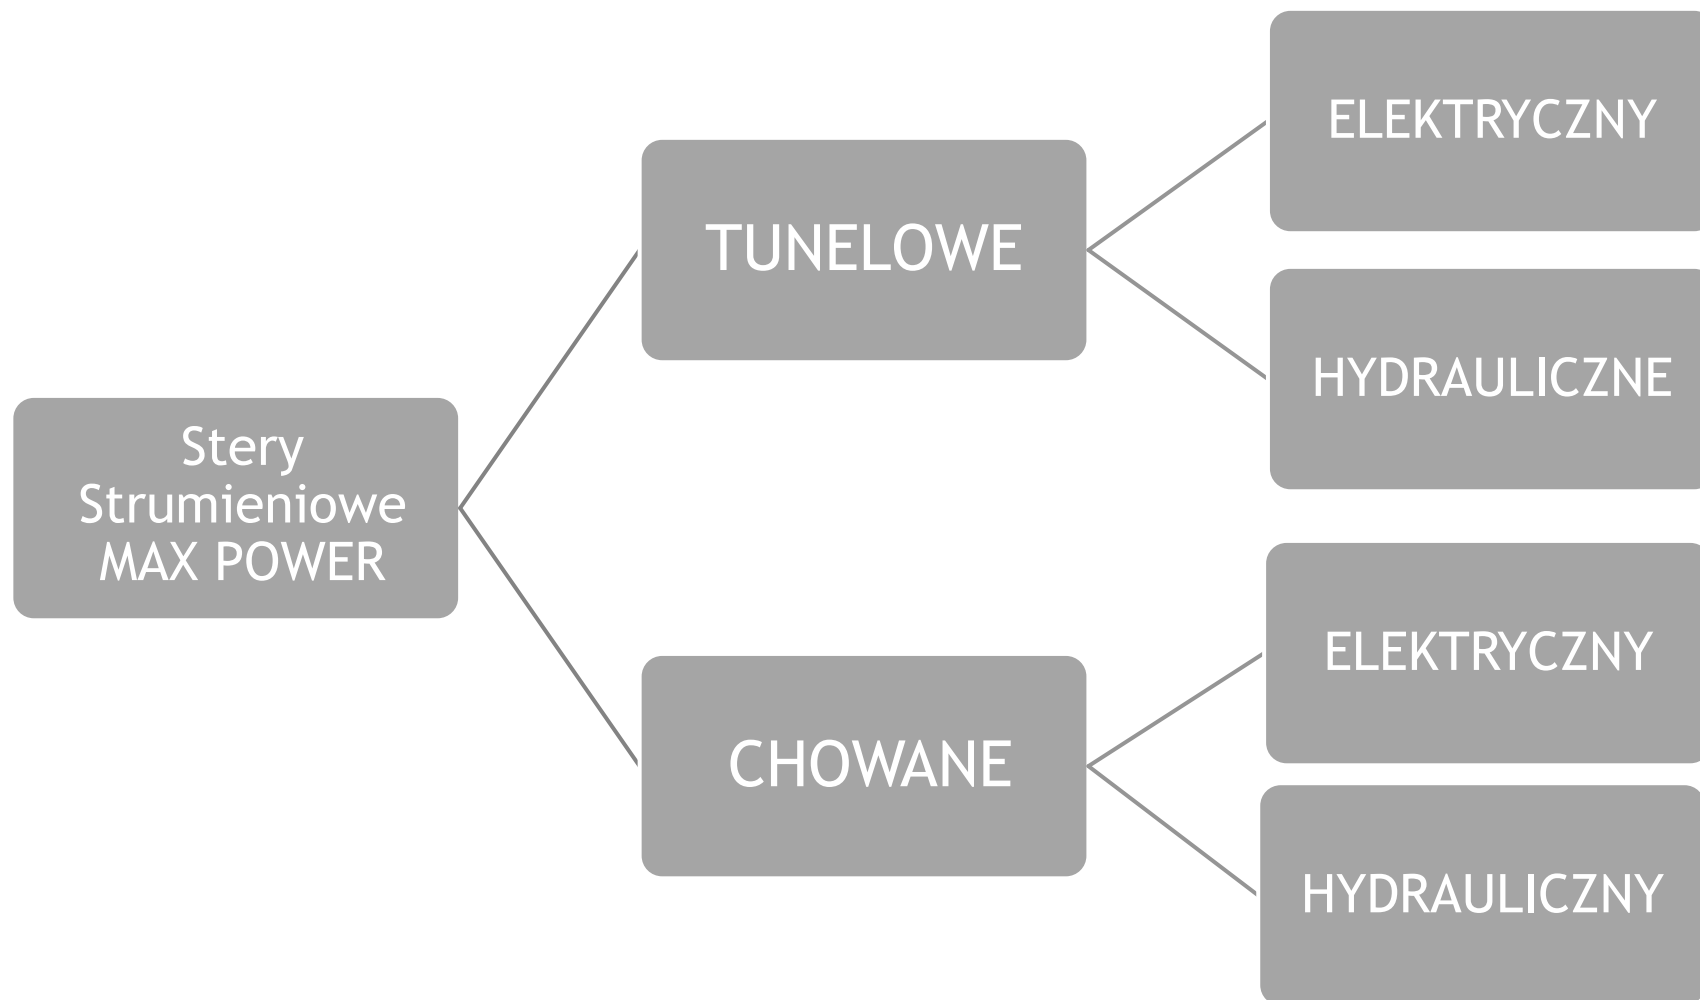 Stery
Strumieniowe
MAX POWER
TUNELOWE
ELEKTRYCZNY
HYDRAULICZNE
CHOWANE
ELEKTRYCZNY
HYDRAULICZNY